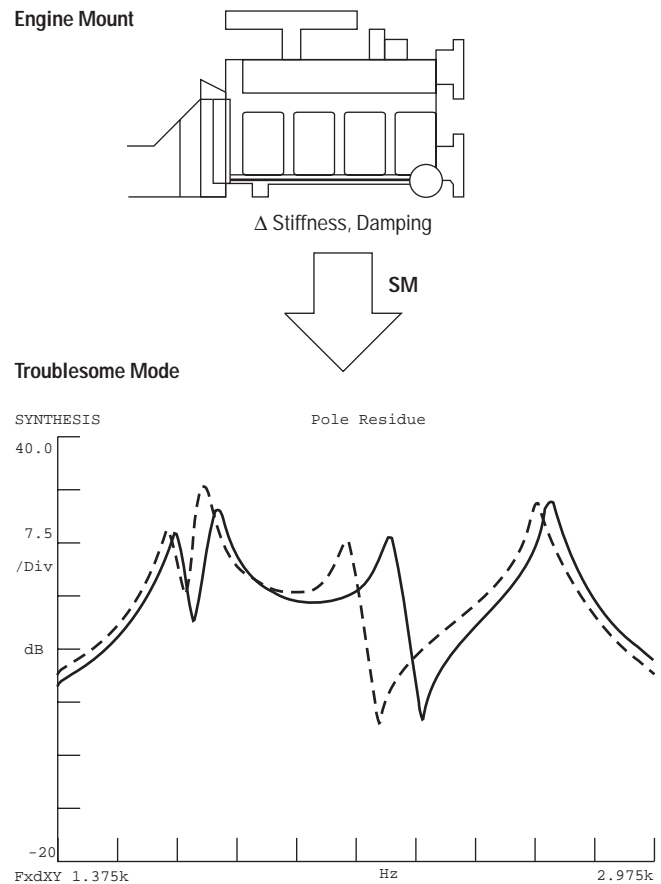 Engine Mount
Δ Stiffness, Damping
SM
Troublesome Mode
SYNTHESIS Pole Residue
40.0
7.5
/Div
dB
-20
FxdXY 1.375k Hz 2.975k